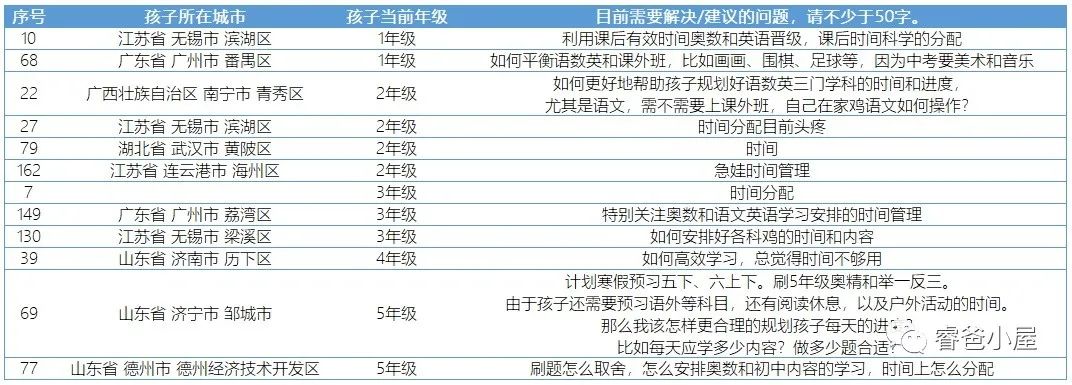 序号 孩子所在城市 孩子当前年级 目前需要解决/建议的问题，请不少于50字。
10 江苏省 无锡市 滨湖区 1年级 利用课后有效时间奥数和英语晋级，课后时间科学的分配
68 广东省 广州市 番禺区 1年级 如何平衡语数英和课外班，比如画画、围棋、足球等，因为中考要美术和音乐
22 广西壮族自治区 南宁市 青秀区 2年级 如何更好地帮助孩子规划好语数英三门学科的时间和进度，
尤其是语文，需不需要上课外班，自己在家鸡语文如何操作？
27 江苏省 无锡市 滨湖区 2年级 时间分配目前头疼
79 湖北省 武汉市 黄陂区 2年级 时间
162 江苏省 连云港市 海州区 2年级 急娃时间管理
7 3年级 时间分配
149 广东省 广州市 荔湾区 3年级 特别关注奥数和语文英语学习安排的时间管理
130 江苏省 无锡市 梁溪区 3年级 如何安排好各科鸡的时间和内容
39 山东省 济南市 历下区 4年级 如何高效学习，总觉得时间不够用
69 山东省 济宁市 邹城市 5年级 计划寒假预习五下、六上下。刷5年级奥精和举一反三。
由于孩子还需要预习语外等科目，还有阅读休息，以及户外活动的时间。
那么我该怎样更合理的规划孩子每天的进？
比如每天应学多少内容？做多少题合适？
77 山东省 德州市 德州经济技术开发区 5年级 刷题怎么取舍，怎么安排奥数和初中内容的学习，时间上怎么分配
睿爸小屋